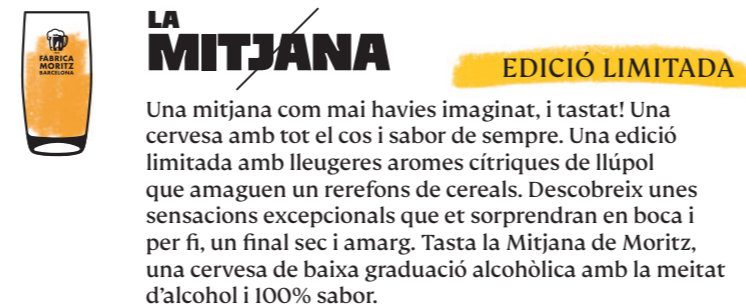 FÀBRICA
MORITZ
BARCELONA
LA
MITJANA
EDICIÓ LIMITADA
Una mitjana com mai havies imaginat, i tastat! Una
cervesa amb tot el cos i sabor de sempre. Una edició
limitada amb lleugeres aromes cítriques de llúpol
que amaguen un rerefons de cereals. Descobreix unes
sensacions excepcionals que et sorprendran en boca i
per fi, un final sec i amarg. Tasta la Mitjana de Moritz,
una cervesa de baixa graduació alcohòlica amb la meitat
d'alcohol i 100% sabor.